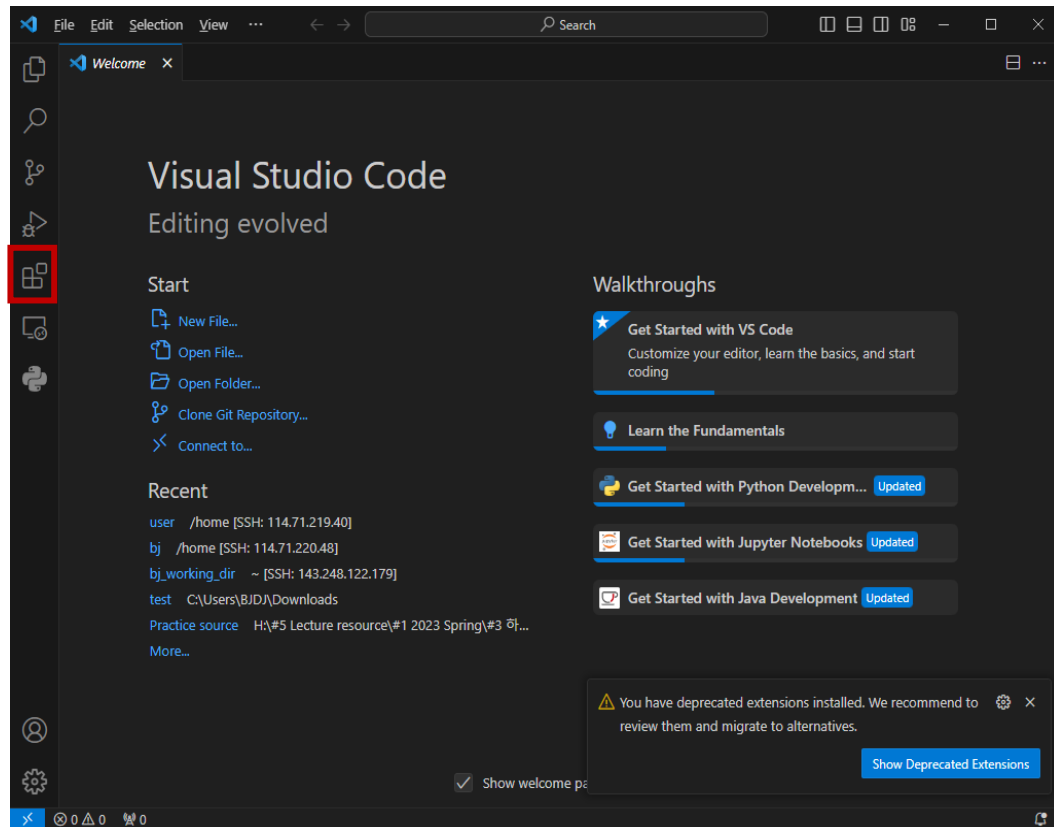 File Edit Selection View ··· Search
Welcome
Visual Studio Code
Editing evolved
Start
New File...
Open File...
Open Folder...
Clone Git Repository...
Connect to...
Recent
user /home [SSH: 114.71.219.40]
bj /home [SSH: 114.71.220.48]
bj_working_dir ~ [SSH: 143.248.122.179]
test C:\Users\BJDJ\Downloads
Practice source H:\#5 Lecture resource\#1 2023 Spring\#3 하...
More...
Walkthroughs
Get Started with VS Code
Customize your editor, learn the basics, and start
coding
Learn the Fundamentals
Get Started with Python Developm... Updated
Get Started with Jupyter Notebooks Updated
Get Started with Java Development Updated
You have deprecated extensions installed. We recommend to
review them and migrate to alternatives.
Show Deprecated Extensions
Show welcome pa
0 0 0